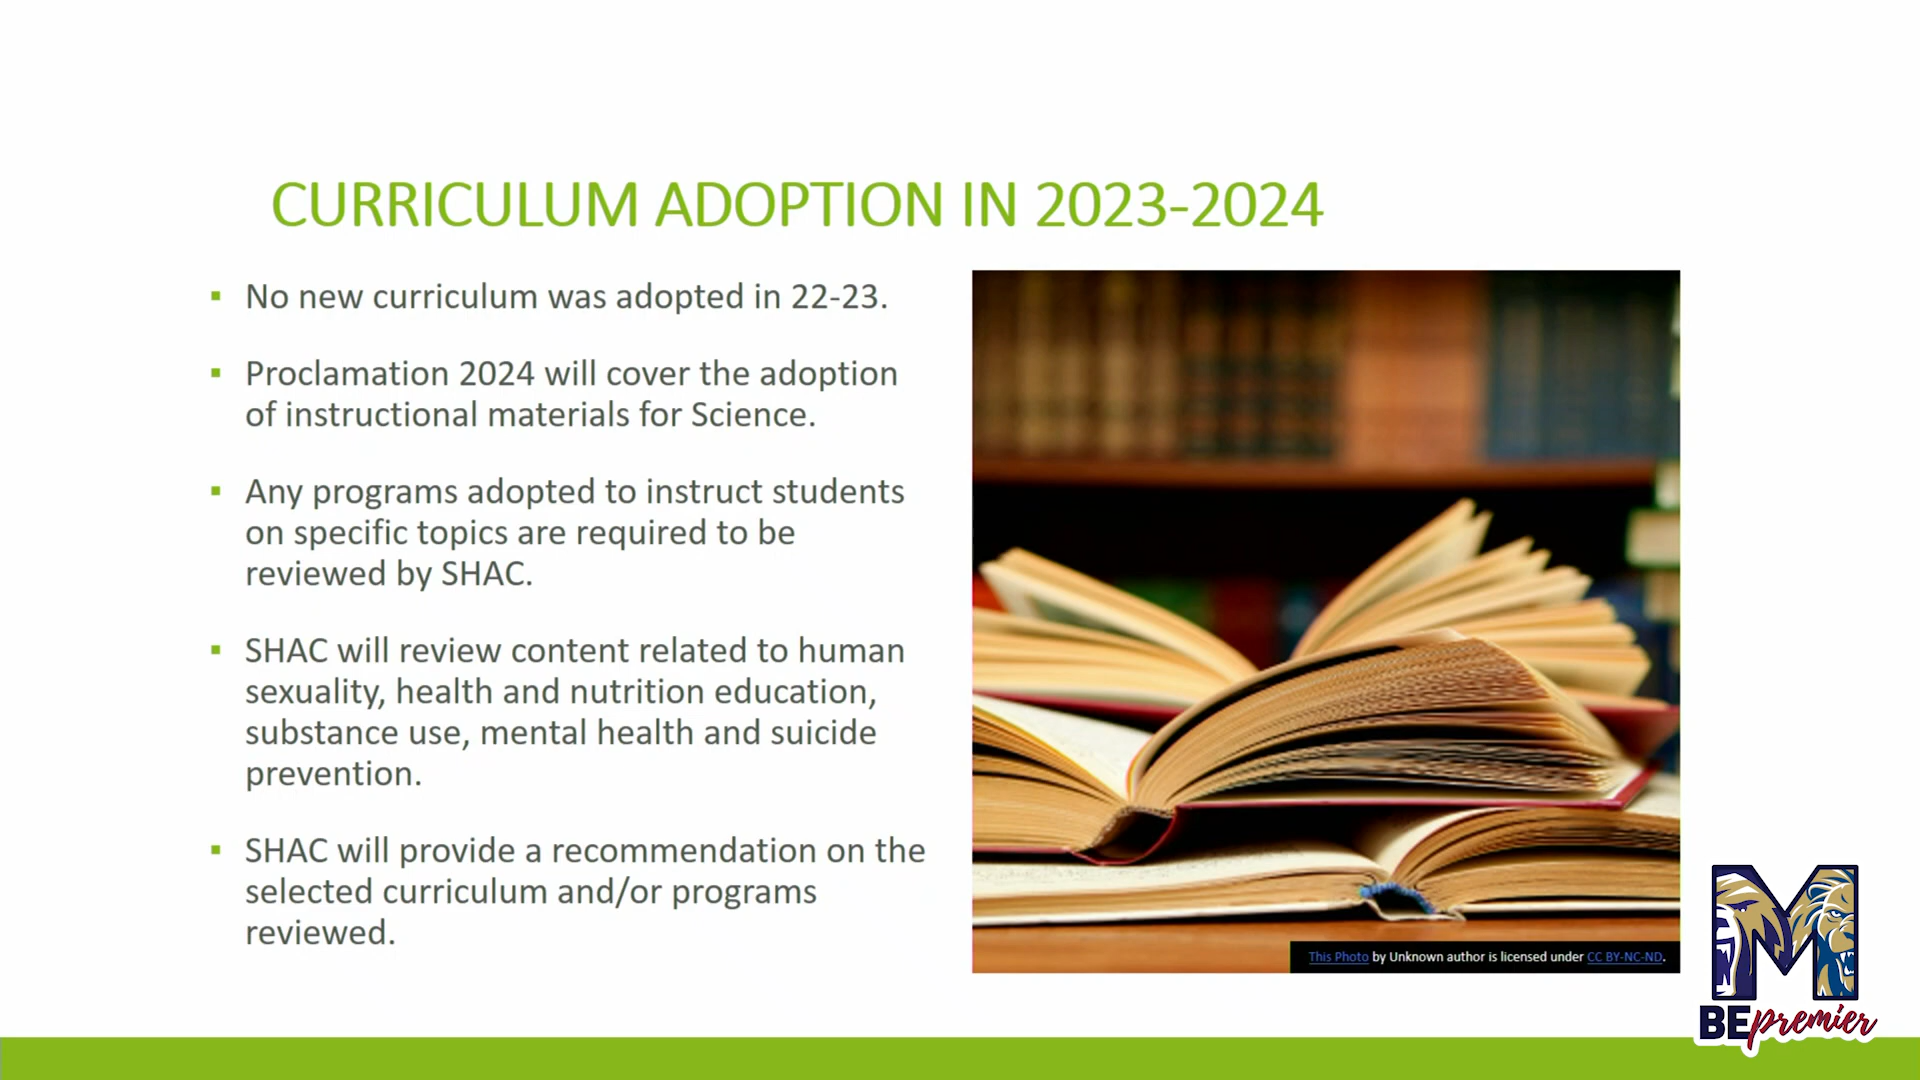 CURRICULUM ADOPTION IN 2023-2024
▪ No new curriculum was adopted in 22-23.
▪ Proclamation 2024 will cover the adoption
of instructional materials for Science.
▪ Any programs adopted to instruct students
on specific topics are required to be
reviewed by SHAC.
▪ SHAC will review content related to human
sexuality, health and nutrition education,
substance use, mental health and suicide
prevention.
▪ SHAC will provide a recommendation on the
selected curriculum and/or programs
reviewed.
This Photo by Unknown author is licensed under CC BY-NC-ND.
M
BE premier